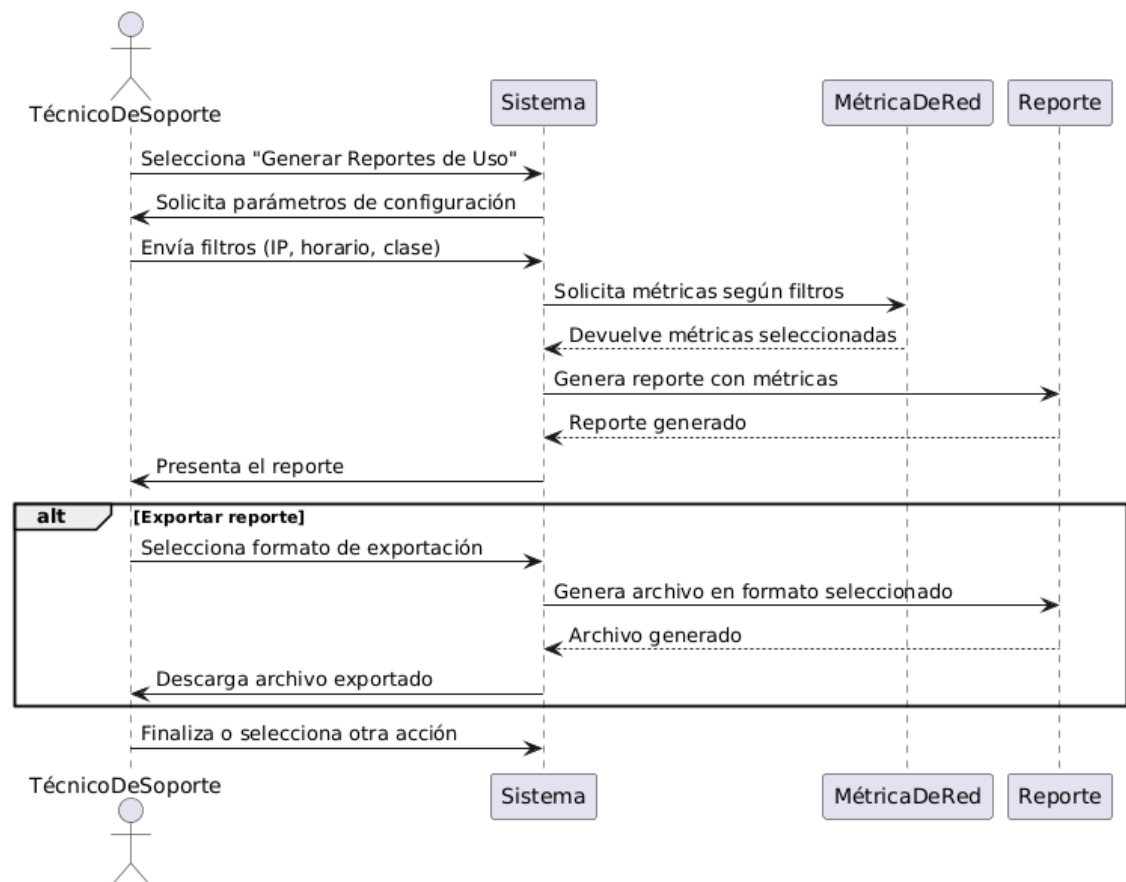 TécnicoDeSoporte
Sistema
MétricaDeRed
Reporte
Selecciona "Generar Reportes de Uso"
Solicita parámetros de configuración
Envía filtros (IP, horario, clase)
Solicita métricas según filtros
Devuelve métricas seleccionadas
Genera reporte con métricas
Reporte generado
Presenta el reporte
alt [Exportar reporte]
Selecciona formato de exportación
Genera archivo en formato seleccionado
Archivo generado
Descarga archivo exportado
Finaliza o selecciona otra acción
TécnicoDeSoporte
Sistema
MétricaDeRed
Reporte